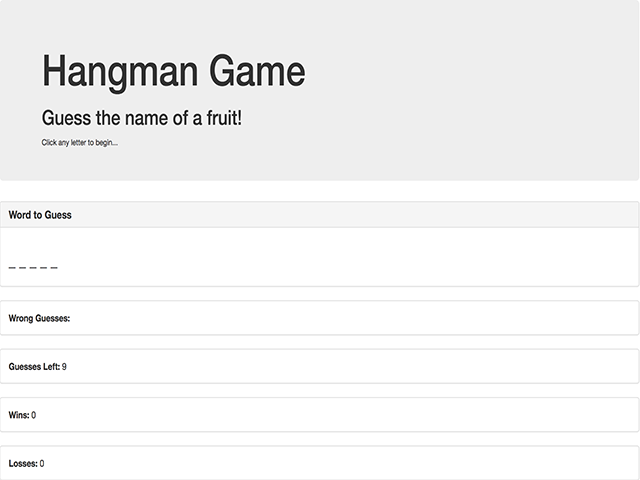 Hangman Game
Guess the name of a fruit!
Click any letter to begin...
Word to Guess
_ _ _ _ _
Wrong Guesses:
Guesses Left: 9
Wins: 0
Losses: 0